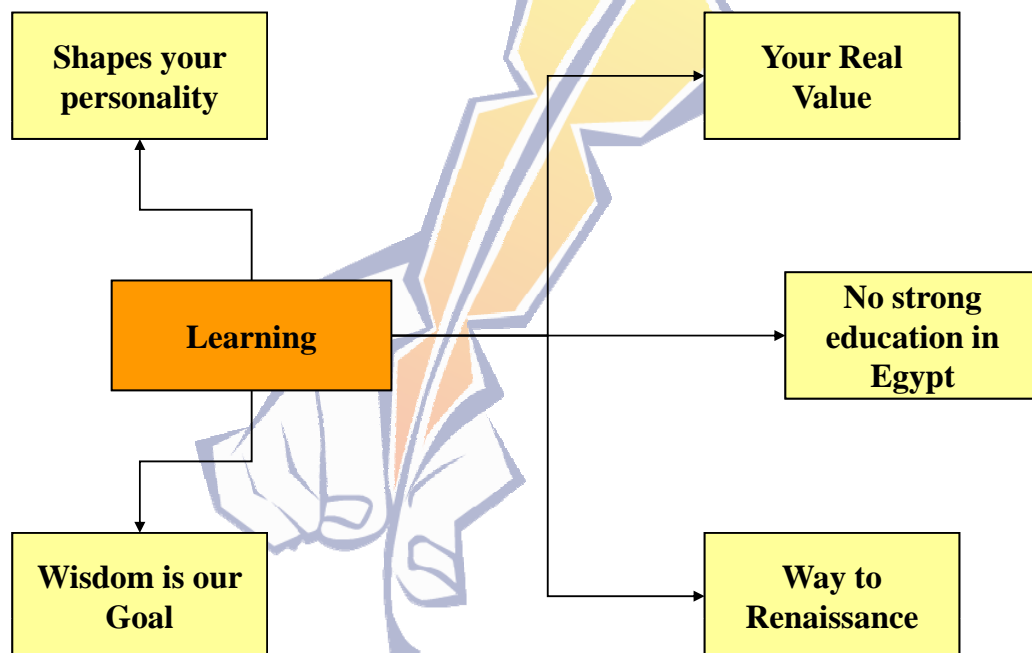 Shapes your
personality
Your Real
Value
Learning
No strong
education in
Egypt
Wisdom is our
Goal
Way to
Renaissance